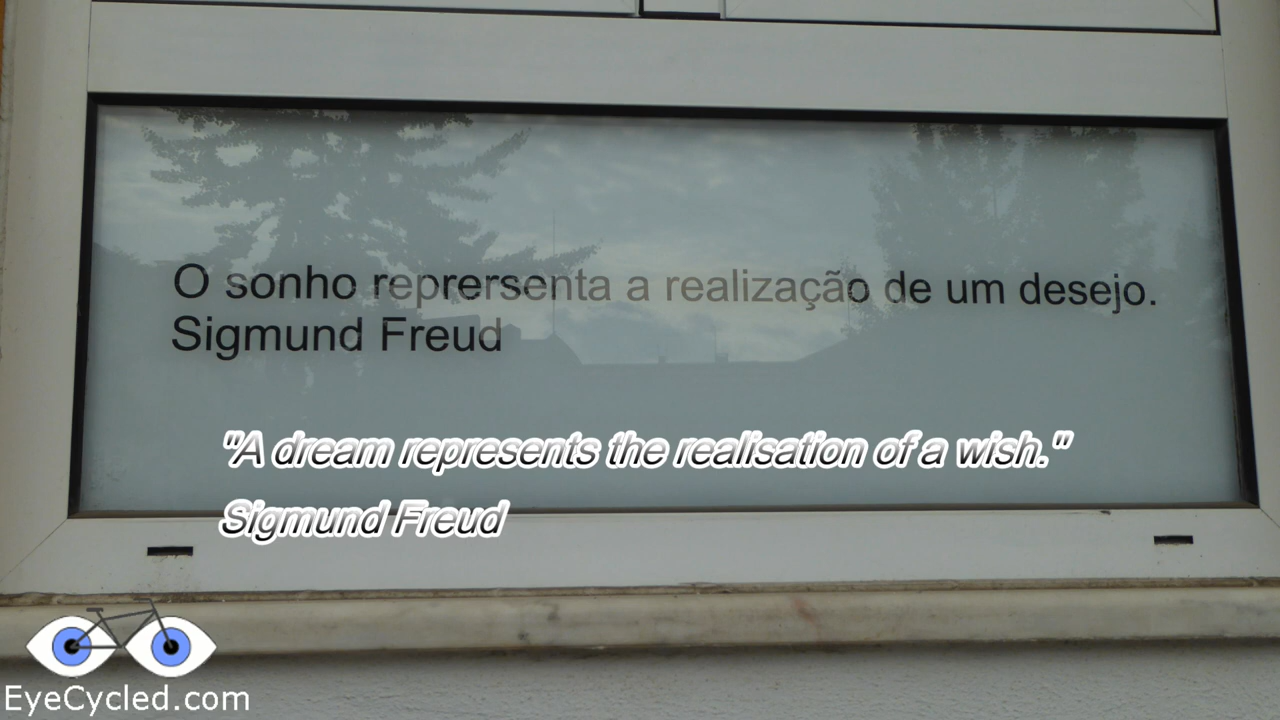 O sonho reprersenta a realização de um desejo.
Sigmund Freud
"A dream represents the realisation of a wish."
Sigmund Freud
EyeCycled.com